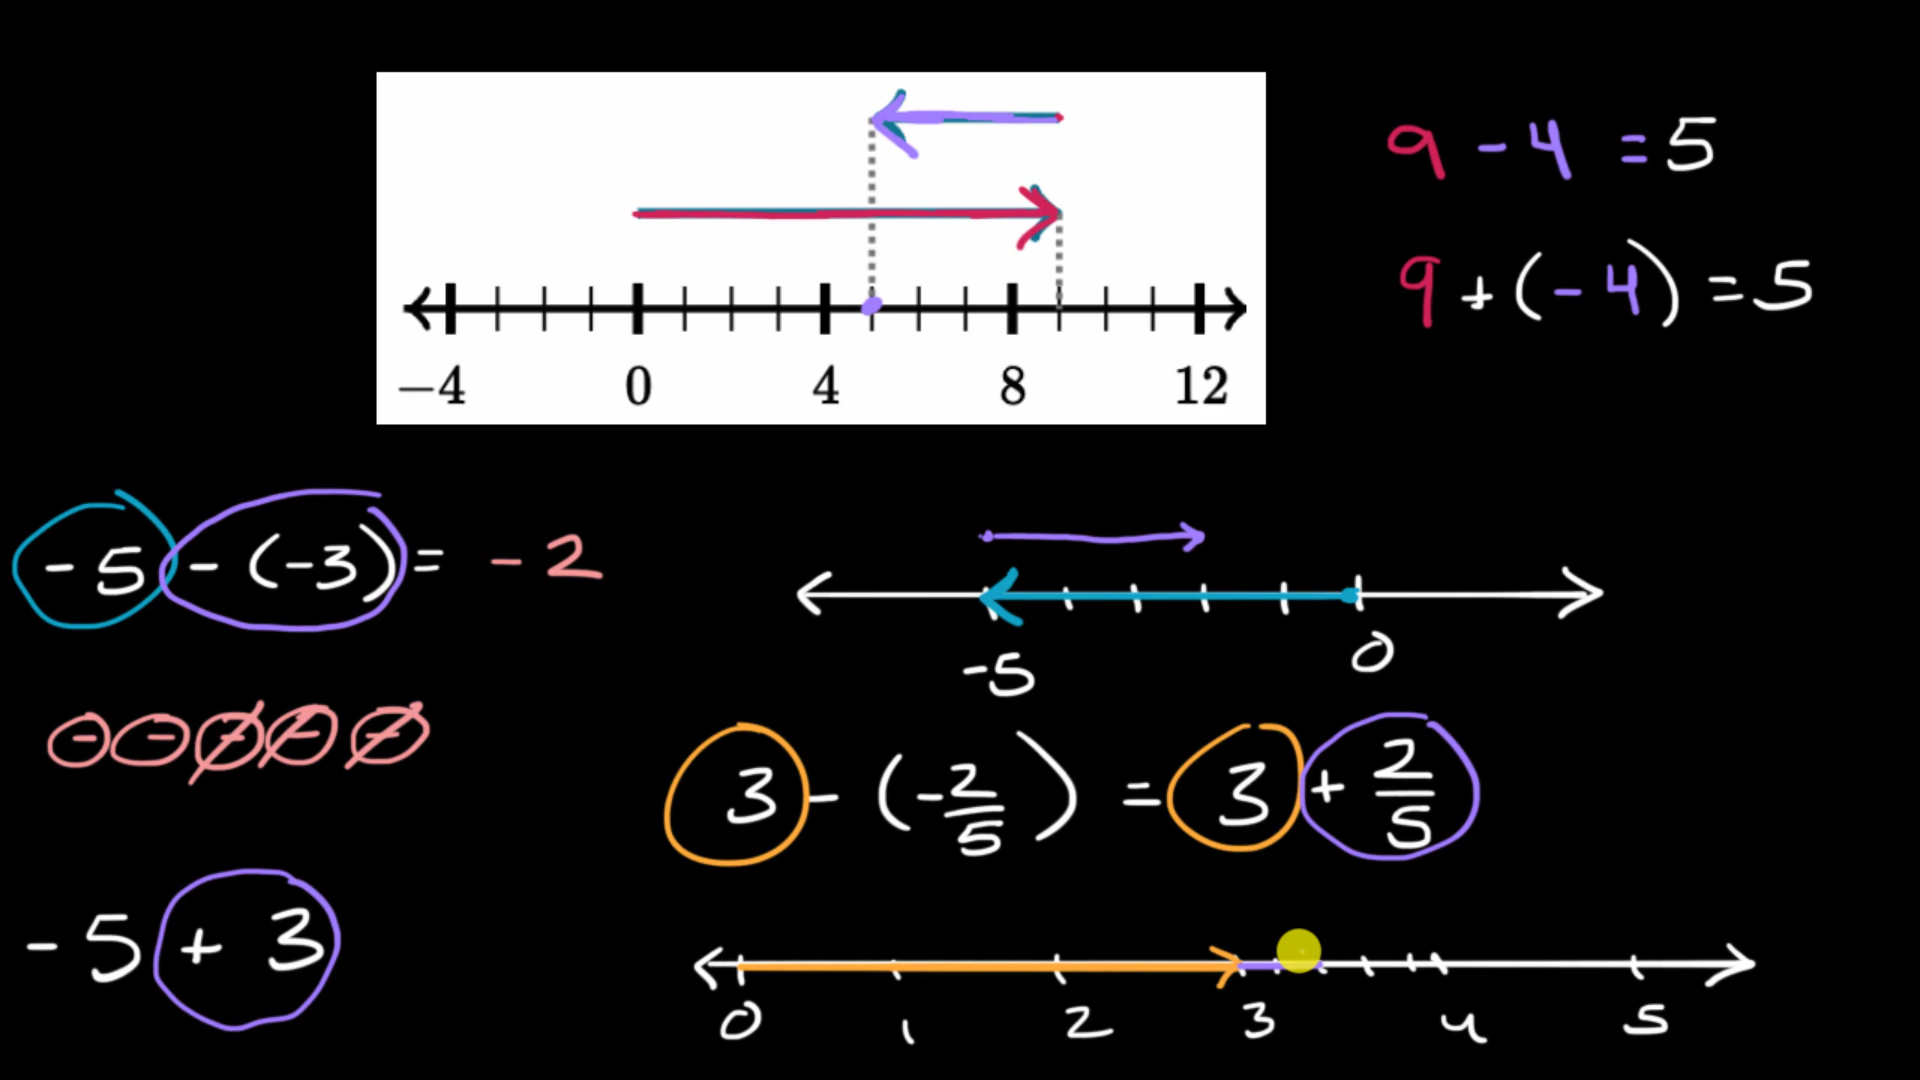 −4 0 4 8 12
9 - 4 = 5
9 + (- 4) = 5
- 5 - (-3) = - 2
- - - - -
- 5 + 3
-5 0
3 - (-2/5) = 3 + 2/5
0 1 2 3 4 5